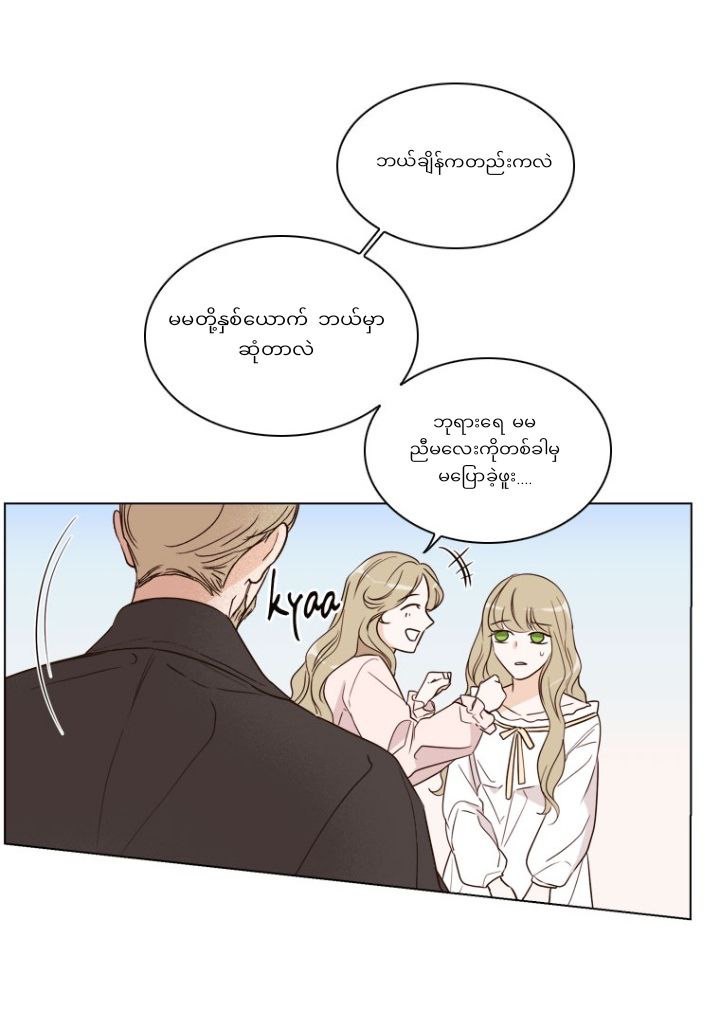 ဘယ်ချိန်ကတည်းကလဲ
မမတို့နှစ်ယောက် ဘယ်မှာ
ဆုံတာလဲ
ဘုရားရေ မမ
ညီမလေးကိုတစ်ခါမှ
မပြောခဲ့ဖူး....
kyaa